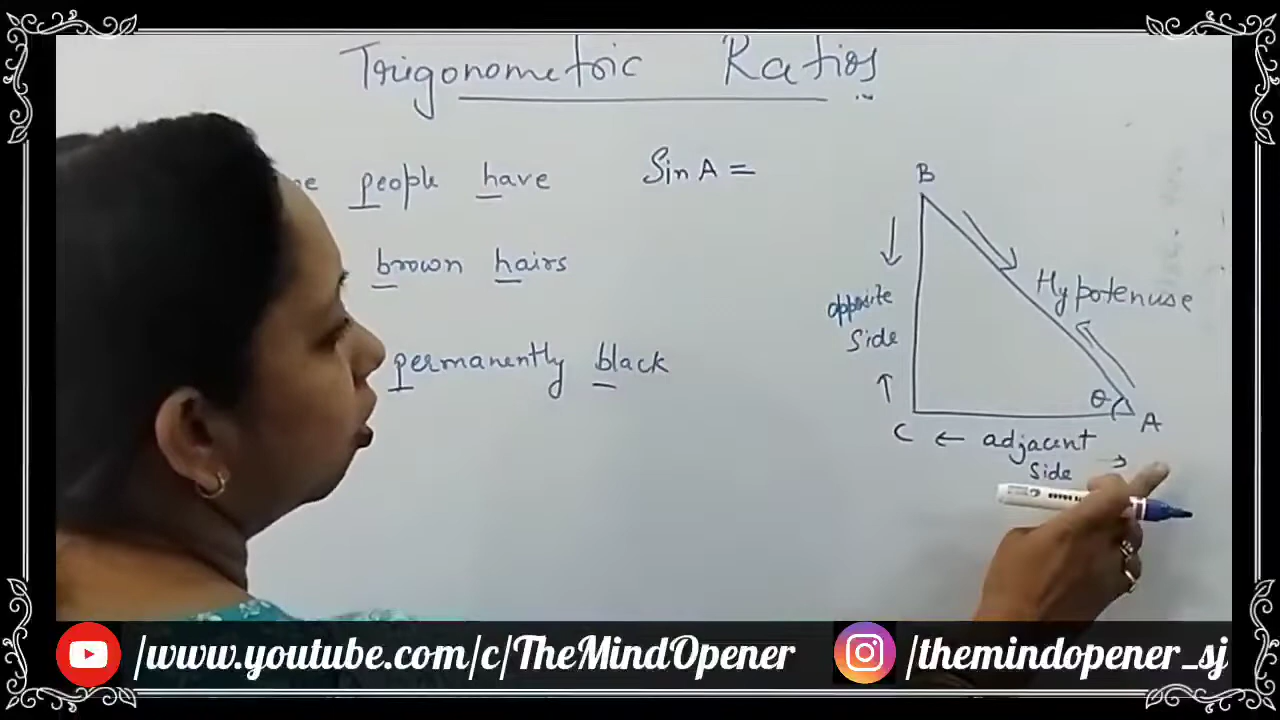 Trigonometric Ratios
people have
Sin A =
brown hairs
permanently black
B
opposite
side
Hypotenuse
θ
A
C ← adjacent →
side
/www.youtube.com/c/TheMindOpener
/themindopener_sj